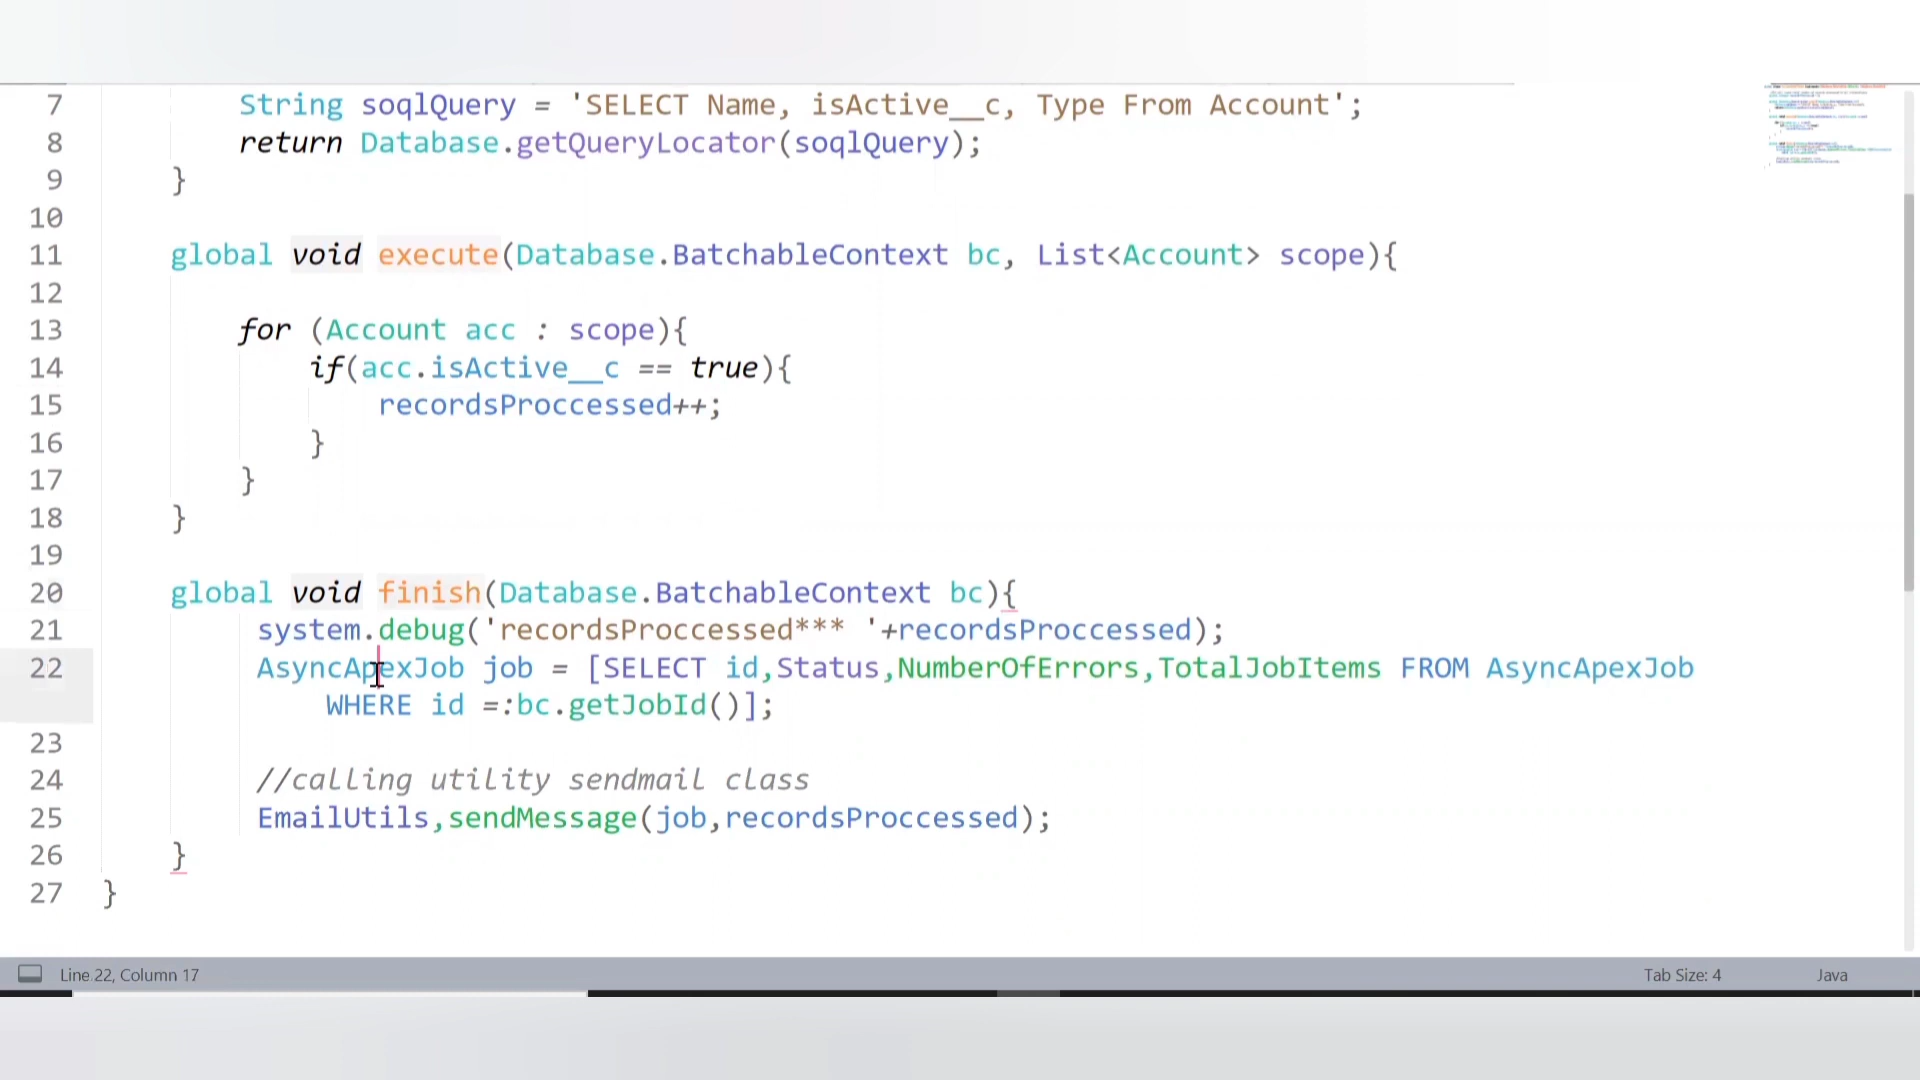 7 String soqlQuery = 'SELECT Name, isActive__c, Type From Account';
8 return Database.getQueryLocator(soqlQuery);
9 }
10
11 global void execute(Database.BatchableContext bc, List<Account> scope){
12
13 for (Account acc : scope){
14 if(acc.isActive__c == true){
15 recordsProccessed++;
16 }
17 }
18 }
19
20 global void finish(Database.BatchableContext bc){
21 system.debug('recordsProccessed*** '+recordsProccessed);
22 AsyncApexJob job = [SELECT id,Status,NumberOfErrors,TotalJobItems FROM AsyncApexJob
WHERE id =:bc.getJobId()];
23
24 //calling utility sendmail class
25 EmailUtils,sendMessage(job,recordsProccessed);
26 }
27 }
Line 22, Column 17 Tab Size: 4 Java